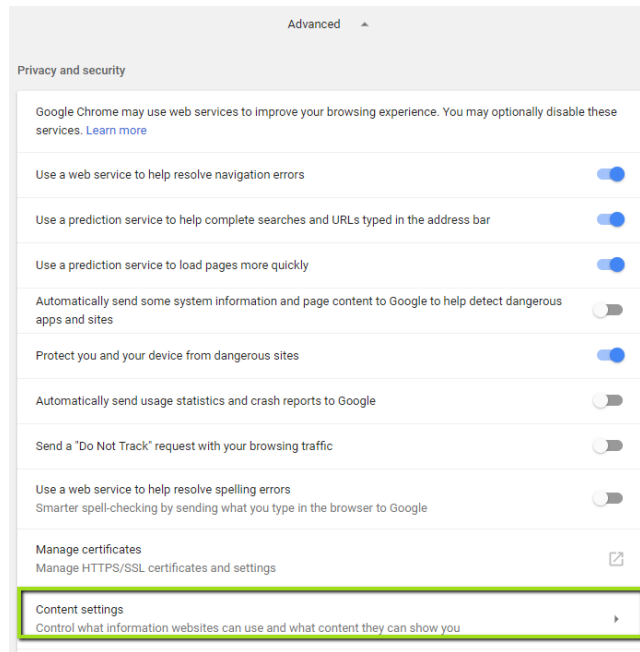 Advanced
Privacy and security
Google Chrome may use web services to improve your browsing experience. You may optionally disable these
services. Learn more
Use a web service to help resolve navigation errors
Use a prediction service to help complete searches and URLs typed in the address bar
Use a prediction service to load pages more quickly
Automatically send some system information and page content to Google to help detect dangerous
apps and sites
Protect you and your device from dangerous sites
Automatically send usage statistics and crash reports to Google
Send a "Do Not Track" request with your browsing traffic
Use a web service to help resolve spelling errors
Smarter spell-checking by sending what you type in the browser to Google
Manage certificates
Manage HTTPS/SSL certificates and settings
Content settings
Control what information websites can use and what content they can show you